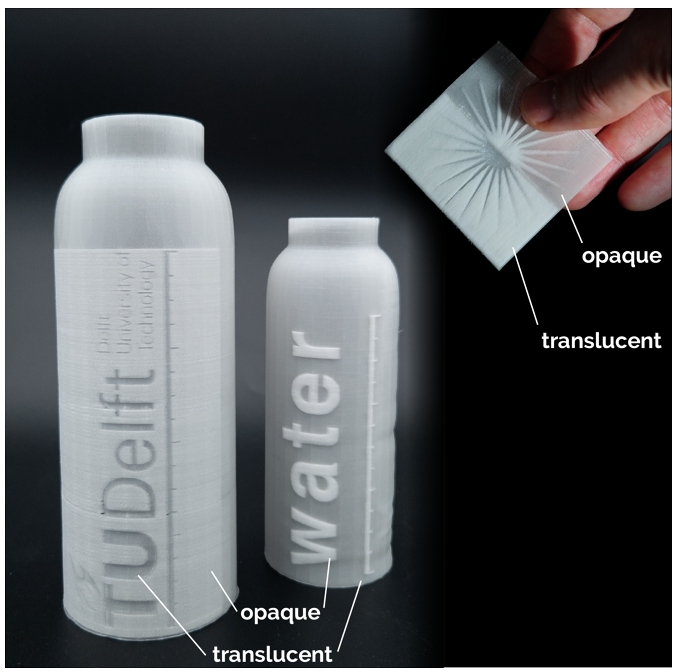 TUDelft
Delft
University of
Technology
water
opaque
translucent
opaque
translucent